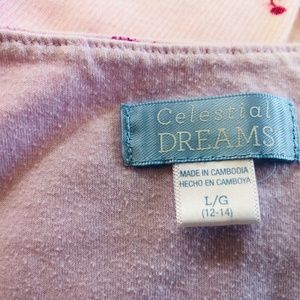 Celestial
DREAMS
MADE IN CAMBODIA
HECHO EN CAMBOYA
L/G
(12-14)